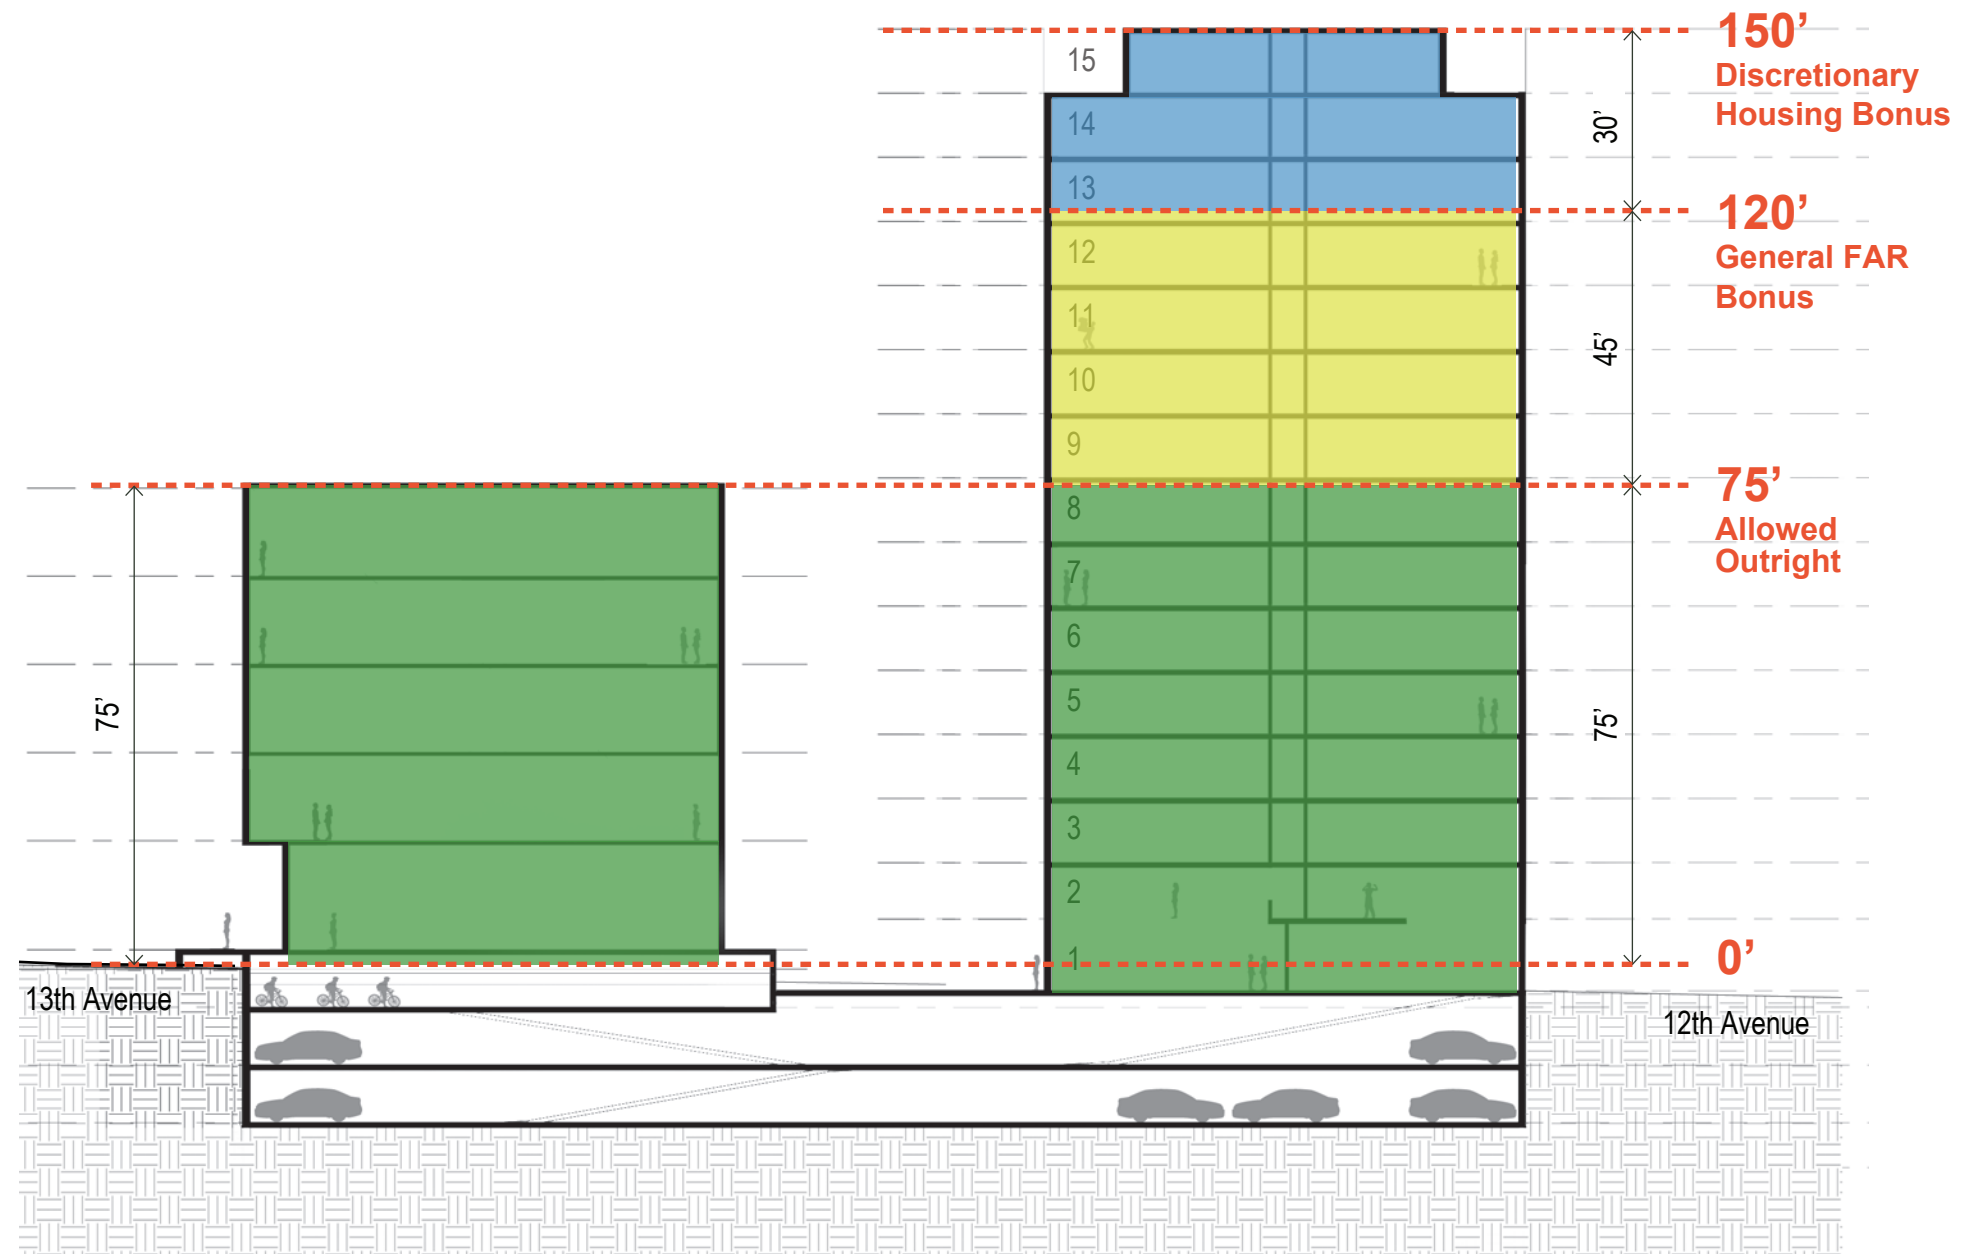 150’
Discretionary
Housing Bonus
15
14
30’
13
120’
General FAR
Bonus
12
11
45’
10
9
75’
Allowed
Outright
8
7
6
5
75’
75’
4
3
2
1
0’
13th Avenue
12th Avenue